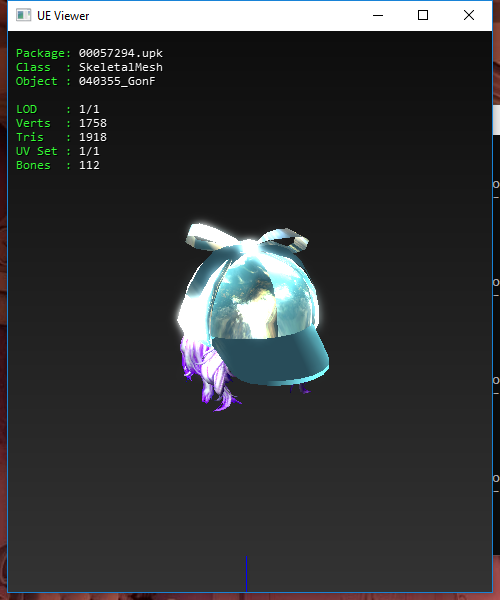 UE Viewer
Package: 00057294.upk
Class  : SkeletalMesh
Object : 040355_GonF
LOD    : 1/1
Verts  : 1758
Tris   : 1918
UV Set : 1/1
Bones  : 112